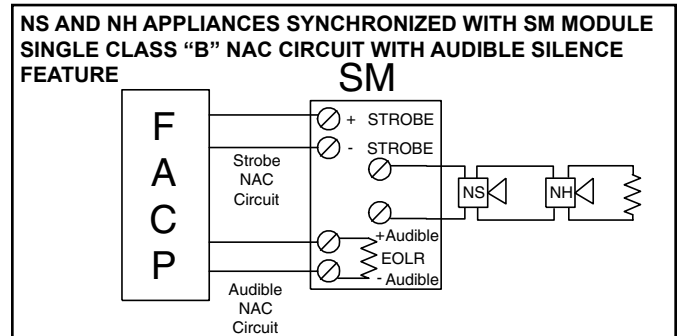 NS AND NH APPLIANCES SYNCHRONIZED WITH SM MODULE
SINGLE CLASS “B” NAC CIRCUIT WITH AUDIBLE SILENCE
FEATURE
SM
F
A
C
P
+ STROBE
- STROBE
Strobe
NAC
Circuit
NS
NH
+Audible
EOLR
- Audible
Audible
NAC
Circuit